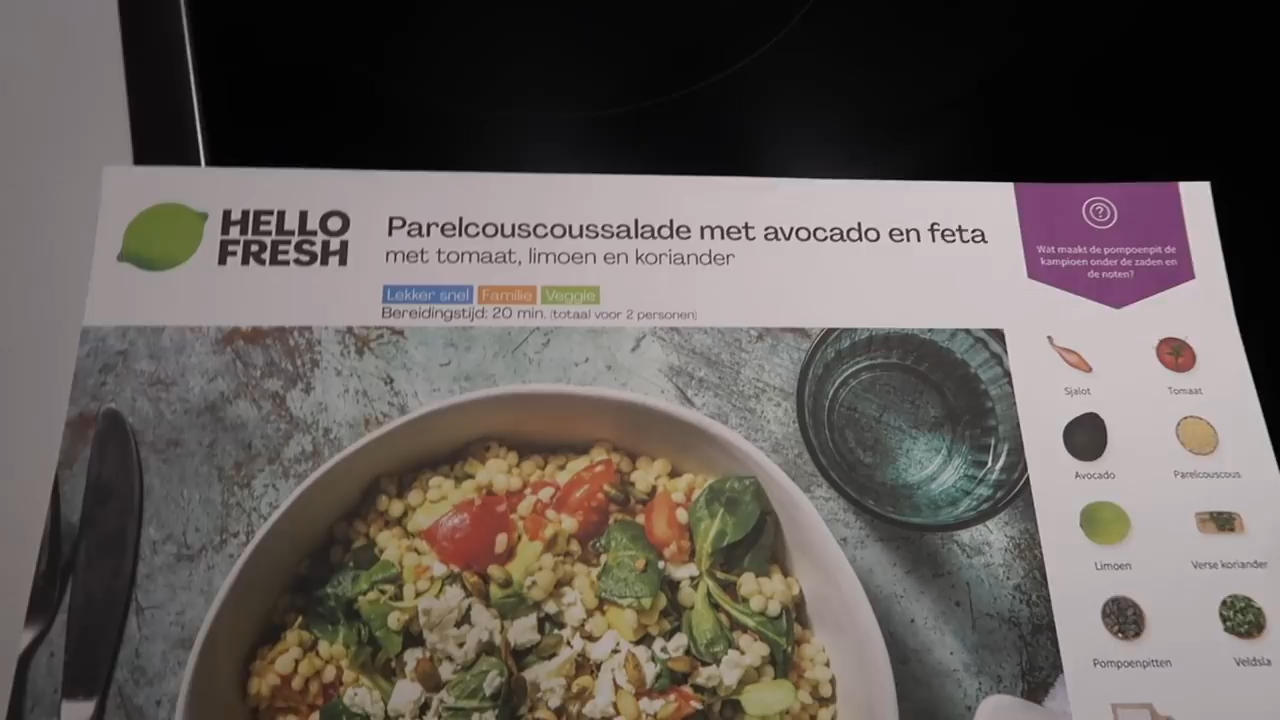 HELLO
FRESH
Parelcouscoussalade met avocado en feta
met tomaat, limoen en koriander
Lekker snel Familie Veggie
Bereidingstijd: 20 min. (totaal voor 2 personen)
?
Wat maakt de pompoenpit de
kampioen onder de zaden en
de noten?
Sjalot Tomaat
Avocado Parelcouscous
Limoen Verse koriander
Pompoenpitten Veldsla